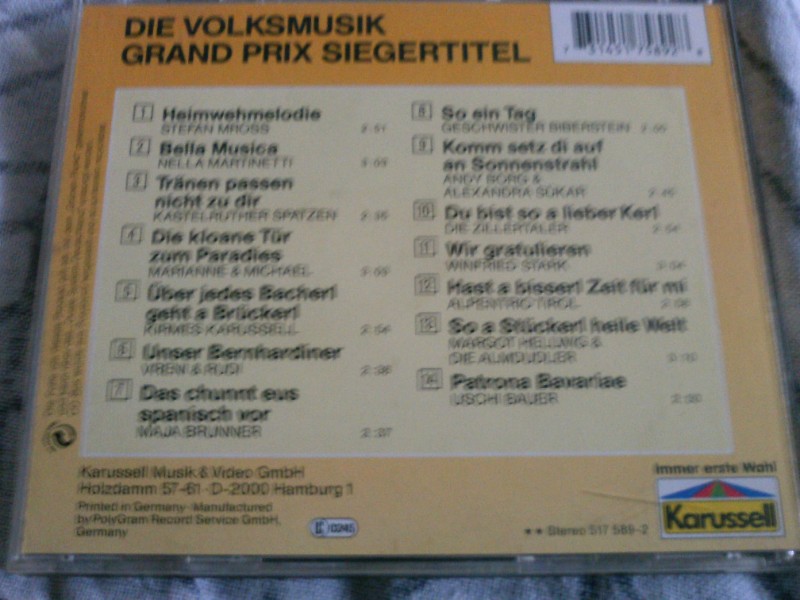 DIE VOLKSMUSIK
GRAND PRIX SIEGERTITEL
1 Heimwehmelodie
STEFAN MROSS
2 Bella Musica
NELLA MARTINETTI
3 Tränen passen
nicht zu dir
KASTELRUTHER SPATZEN
4 Die kloane Tür
zum Paradies
MARIANNE & MICHAEL
5 Über jedes Bacherl
geht a Brückerl
KIRMES KARUSSELL
6 Unser Bernhardiner
VREN & RUDI
7 Das chunnt eus
spanisch vor
MAJA BRUNNER
8 So ein Tag
GESCHWISTER BIBERSTEIN
9 Komm setz di auf
an Sonnenstrahl
ANDY BORG &
ALEXANDRA SUKAR
10 Du bist so a lieber Kerl
DIE ZILLERTALER
11 Wir gratulieren
WINFRIED STARK
12 Hast a bisserl Zeit für mi
ALPENTRIO TIROL
13 So a Stückerl heile Welt
MARGOT HELLWIG &
DIE ALMDUDLER
14 Patrona Bavariae
USCHI BAUER
Karussell Musik & Video GmbH
Holzdamm 57-61 · D-2000 Hamburg 1
Printed in Germany · Manufactured
by PolyGram Record Service GmbH,
Germany
LC 0245
Stereo 517 589-2
Immer erste Wahl
Karussell